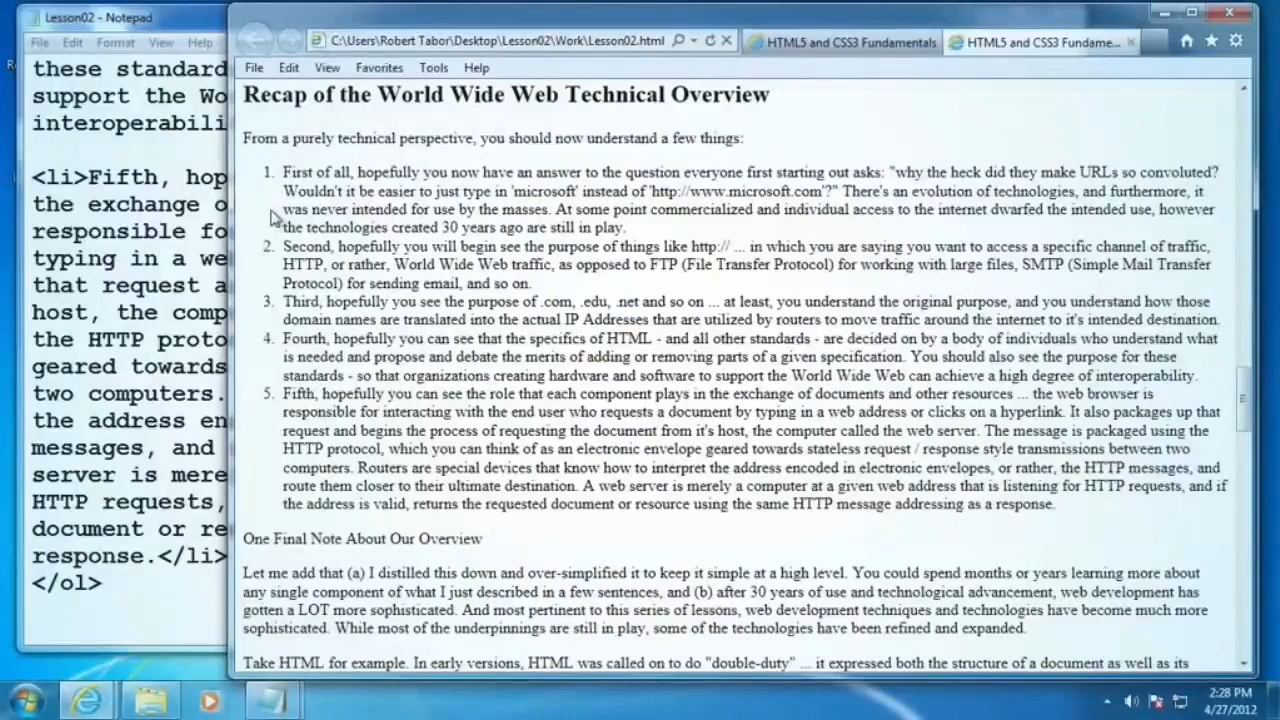 Lesson02 - Notepad
File Edit Format View Help
these standard
support the Wo
interoperabili
<li>Fifth, hop
the exchange o
responsible fo
typing in a we
that request a
host, the comp
the HTTP proto
geared towards
two computers.
the address en
messages, and
server is mere
HTTP requests,
document or re
response.</li>
</ol>
C:\Users\Robert Tabor\Desktop\Lesson02\Work\Lesson02.html
HTML5 and CSS3 Fundamentals
HTML5 and CSS3 Fundame...
File Edit View Favorites Tools Help
Recap of the World Wide Web Technical Overview
From a purely technical perspective, you should now understand a few things:
1. First of all, hopefully you now have an answer to the question everyone first starting out asks: "why the heck did they make URLs so convoluted?
Wouldn't it be easier to just type in 'microsoft' instead of 'http://www.microsoft.com'?" There's an evolution of technologies, and furthermore, it
was never intended for use by the masses. At some point commercialized and individual access to the internet dwarfed the intended use, however
the technologies created 30 years ago are still in play.
2. Second, hopefully you will begin see the purpose of things like http:// ... in which you are saying you want to access a specific channel of traffic,
HTTP, or rather, World Wide Web traffic, as opposed to FTP (File Transfer Protocol) for working with large files, SMTP (Simple Mail Transfer
Protocol) for sending email, and so on.
3. Third, hopefully you see the purpose of .com, .edu, .net and so on ... at least, you understand the original purpose, and you understand how those
domain names are translated into the actual IP Addresses that are utilized by routers to move traffic around the internet to it's intended destination.
4. Fourth, hopefully you can see that the specifics of HTML - and all other standards - are decided on by a body of individuals who understand what
is needed and propose and debate the merits of adding or removing parts of a given specification. You should also see the purpose for these
standards - so that organizations creating hardware and software to support the World Wide Web can achieve a high degree of interoperability.
5. Fifth, hopefully you can see the role that each component plays in the exchange of documents and other resources ... the web browser is
responsible for interacting with the end user who requests a document by typing in a web address or clicks on a hyperlink. It also packages up that
request and begins the process of requesting the document from it's host, the computer called the web server. The message is packaged using the
HTTP protocol, which you can think of as an electronic envelope geared towards stateless request / response style transmissions between two
computers. Routers are special devices that know how to interpret the address encoded in electronic envelopes, or rather, the HTTP messages, and
route them closer to their ultimate destination. A web server is merely a computer at a given web address that is listening for HTTP requests, and if
the address is valid, returns the requested document or resource using the same HTTP message addressing as a response.
One Final Note About Our Overview
Let me add that (a) I distilled this down and over-simplified it to keep it simple at a high level. You could spend months or years learning more about
any single component of what I just described in a few sentences, and (b) after 30 years of use and technological advancement, web development has
gotten a LOT more sophisticated. And most pertinent to this series of lessons, web development techniques and technologies have become much more
sophisticated. While most of the underpinnings are still in play, some of the technologies have been refined and expanded.
Take HTML for example. In early versions, HTML was called on to do "double-duty" ... it expressed both the structure of a document as well as its
2:28 PM
4/27/2012